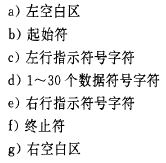 a) 左空白区
b) 起始符
c) 左行指示符号字符
d) 1～30 个数据符号字符
e) 右行指示符号字符
f) 终止符
g) 右空白区